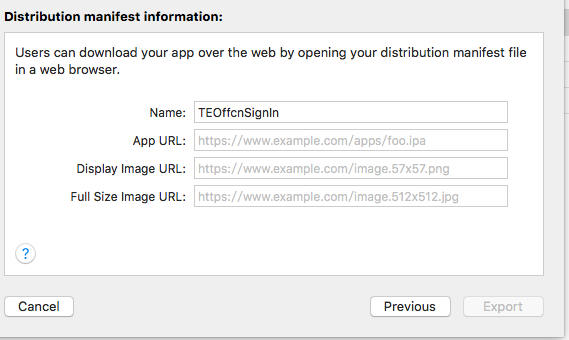 Distribution manifest information:
Users can download your app over the web by opening your distribution manifest file
in a web browser.
Name: TEOffcnSignIn
App URL: https://www.example.com/apps/foo.ipa
Display Image URL: https://www.example.com/image.57x57.png
Full Size Image URL: https://www.example.com/image.512x512.jpg
?
Cancel Previous Export